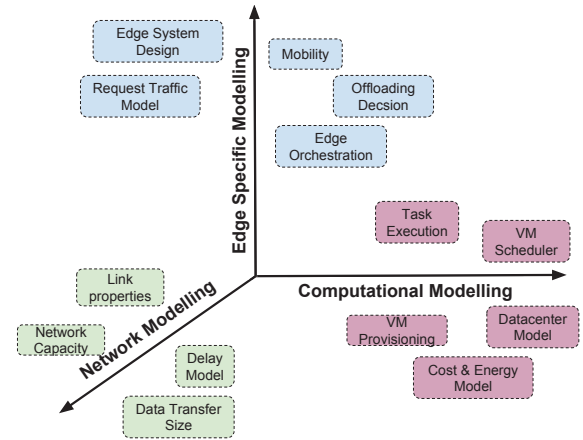 Edge System
Design
Mobility
Request Traffic
Model
Offloading
Decsion
Edge
Orchestration
Edge Specific Modelling
Task
Execution
VM
Scheduler
Link
properties
Computational Modelling
Network Modelling
Network
Capacity
VM
Provisioning
Datacenter
Model
Delay
Model
Cost & Energy
Model
Data Transfer
Size